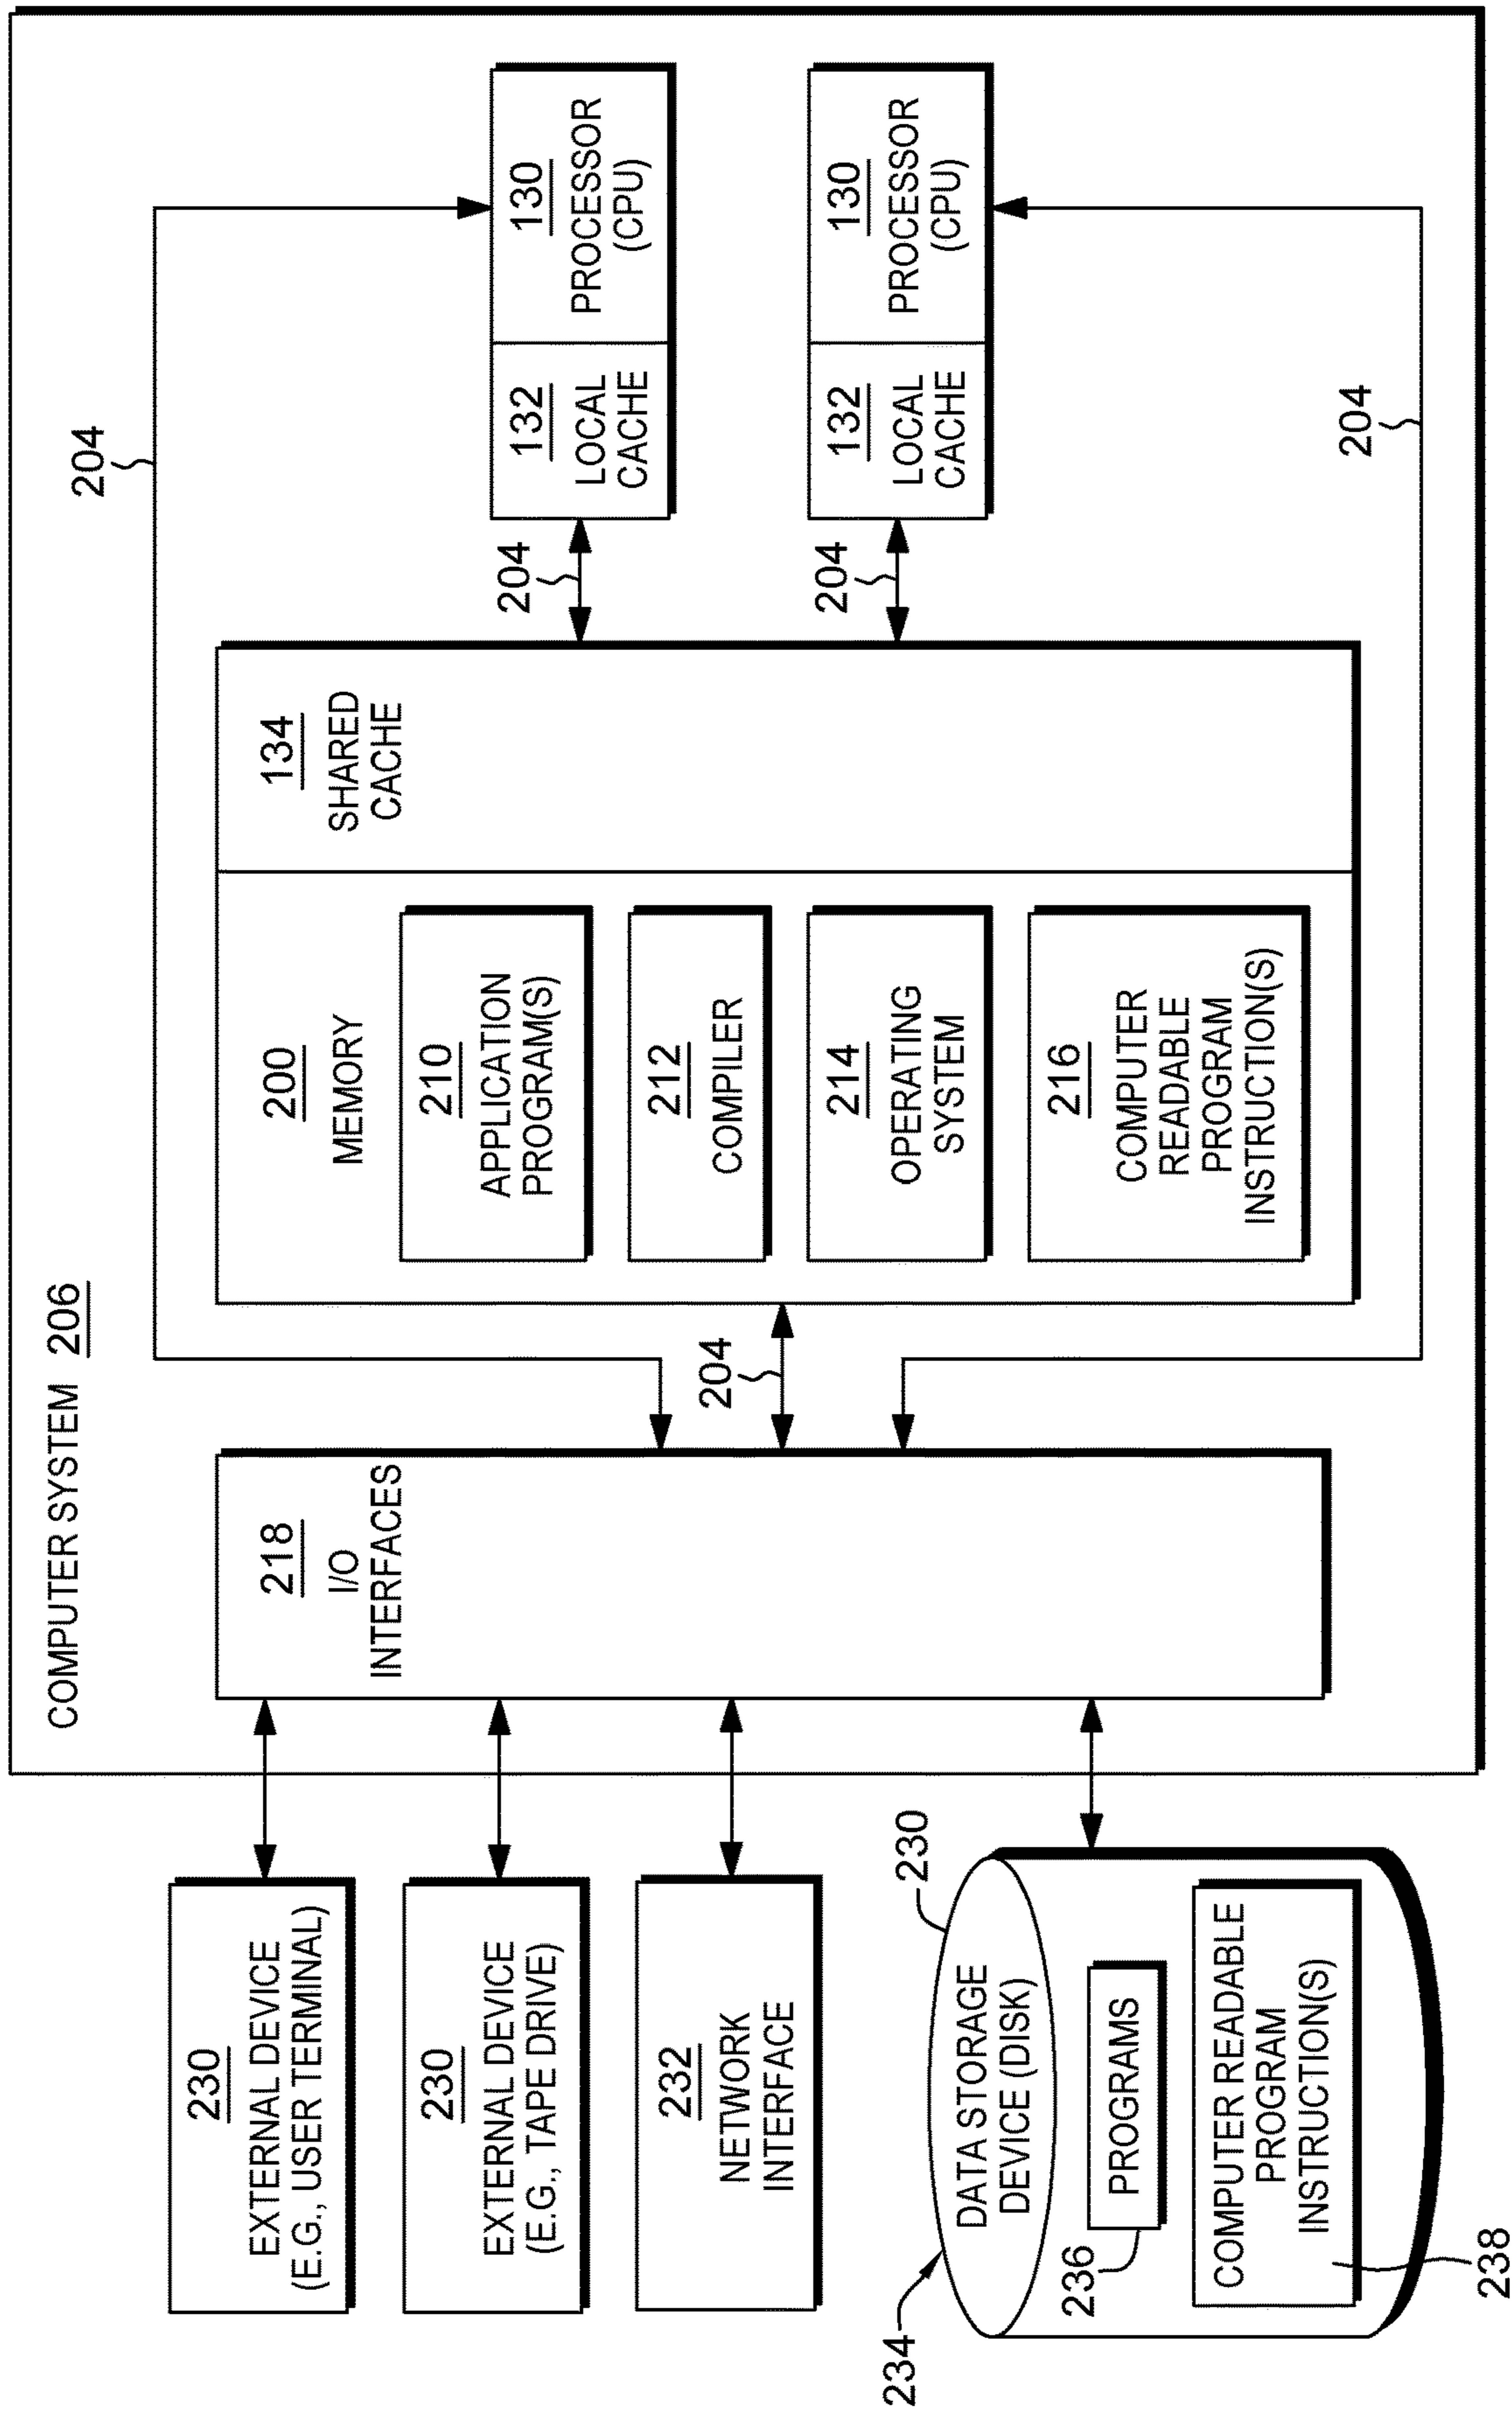 COMPUTER SYSTEM 206
204
230
EXTERNAL DEVICE
(E.G., USER TERMINAL)
230
EXTERNAL DEVICE
(E.G., TAPE DRIVE)
232
NETWORK
INTERFACE
234
230
DATA STORAGE
DEVICE (DISK)
236
PROGRAMS
COMPUTER READABLE
PROGRAM
INSTRUCTION(S)
238
218
I/O
INTERFACES
204
200
MEMORY
210
APPLICATION
PROGRAM(S)
212
COMPILER
214
OPERATING
SYSTEM
216
COMPUTER
READABLE
PROGRAM
INSTRUCTION(S)
134
SHARED
CACHE
204
204
132
LOCAL
CACHE
130
PROCESSOR
(CPU)
132
LOCAL
CACHE
130
PROCESSOR
(CPU)
204